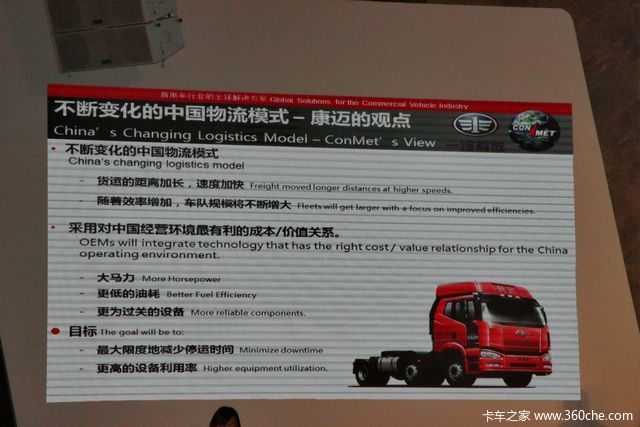 商用车行业的全球解决方案 Global Solutions for the Commercial Vehicle Industry
不断变化的中国物流模式 – 康迈的观点
China's Changing Logistics Model – ConMet's View
CONMET
• 不断变化的中国物流模式
China's changing logistics model
- 货运的距离加长，速度加快 Freight moved longer distances at higher speeds.
- 随着效率增加，车队规模将不断增大 Fleets will get larger with a focus on improved efficiencies.
• 采用对中国经营环境最有利的成本/价值关系。
OEMs will integrate technology that has the right cost / value relationship for the China
operating environment.
- 大马力 More Horsepower
- 更低的油耗 Better Fuel Efficiency
- 更为过关的设备 More reliable components.
• 目标 The goal will be to:
- 最大限度地减少停运时间 Minimize downtime
- 更高的设备利用率 Higher equipment utilization.
卡车之家 www.360che.com